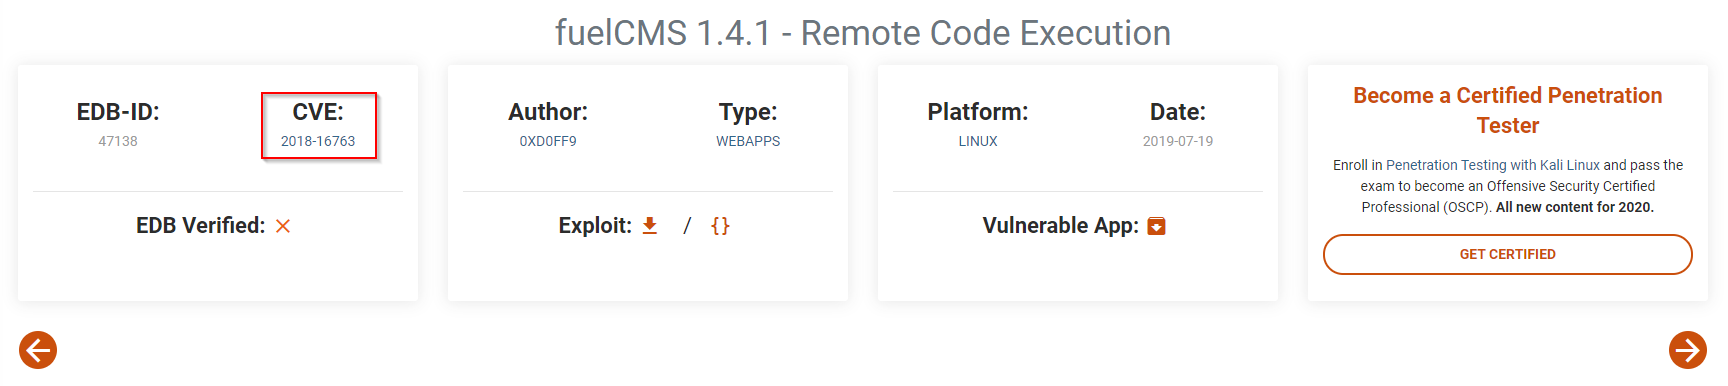 fuelCMS 1.4.1 - Remote Code Execution
EDB-ID:
47138
CVE:
2018-16763
EDB Verified:
Author:
0XD0FF9
Type:
WEBAPPS
Exploit: / {}
Platform:
LINUX
Date:
2019-07-19
Vulnerable App:
Become a Certified Penetration
Tester
Enroll in Penetration Testing with Kali Linux and pass the
exam to become an Offensive Security Certified
Professional (OSCP). All new content for 2020.
GET CERTIFIED